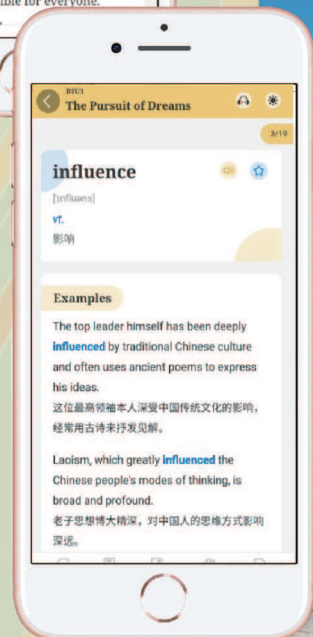 ible for everyone.
B1U1
The Pursuit of Dreams
3/19
influence
[ɪnfluəns]
vt.
影响
Examples
The top leader himself has been deeply
influenced by traditional Chinese culture
and often uses ancient poems to express
his ideas.
这位最高领袖本人深受中国传统文化的影响，
经常用古诗来抒发见解。
Laoism, which greatly influenced the
Chinese people's modes of thinking, is
broad and profound.
老子思想博大精深，对中国人的思维方式影响
深远。